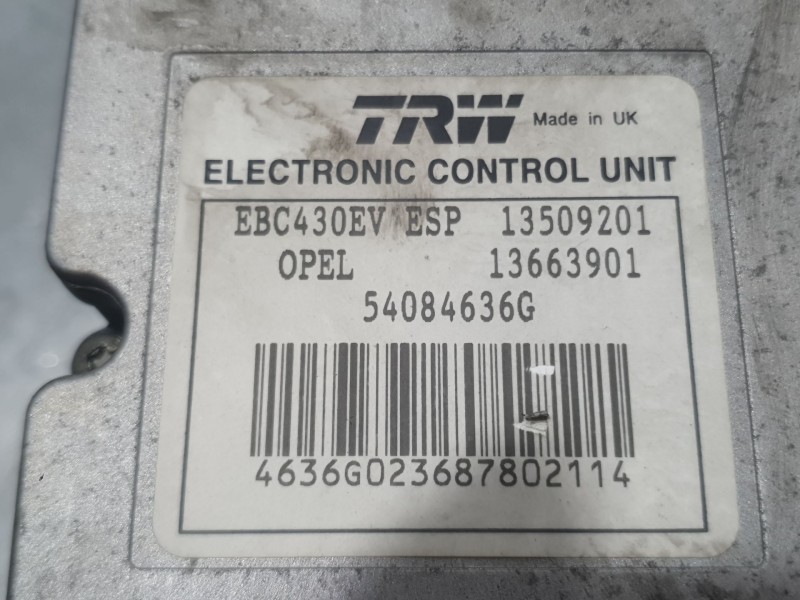 TRW Made in UK
ELECTRONIC CONTROL UNIT
EBC430EV ESP 13509201
OPEL 13663901
54084636G
4636G023687802114